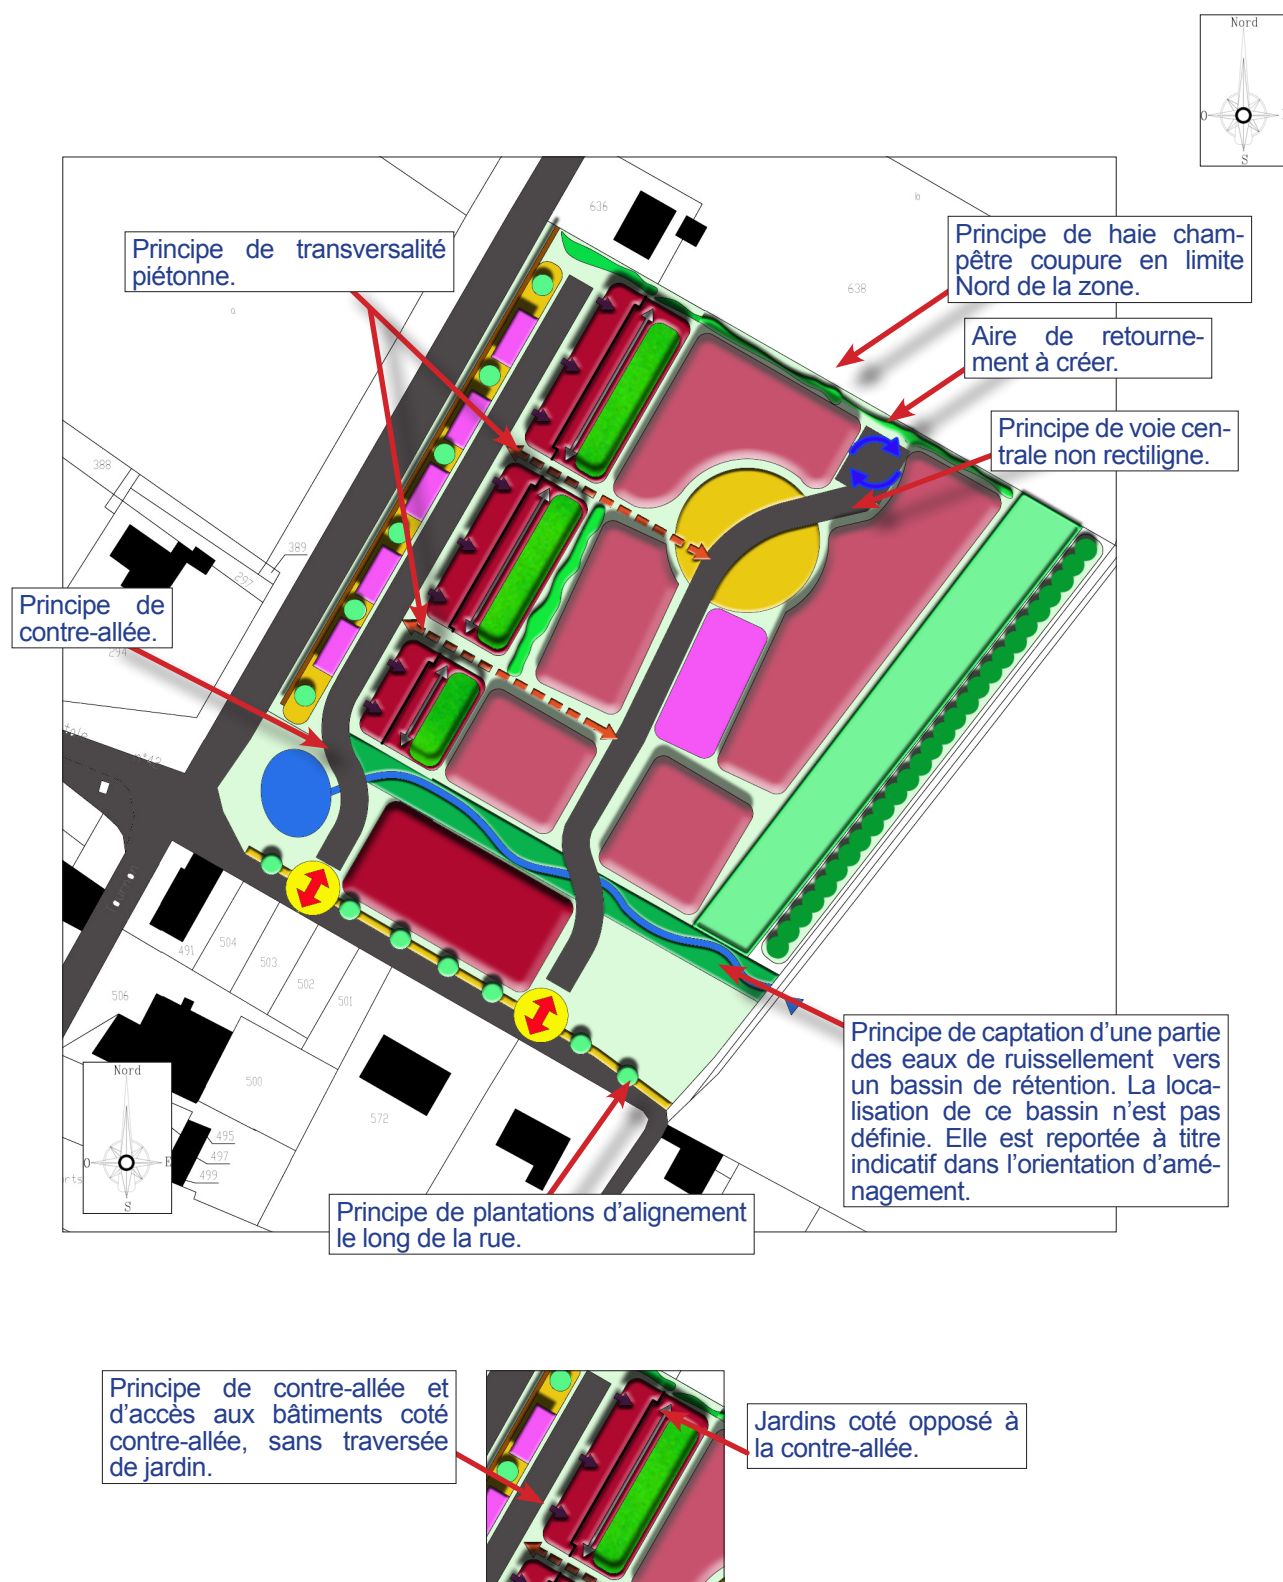 Nord
O
S
Principe de transversalité
piétonne.
Principe de haie cham-
pêtre coupure en limite
Nord de la zone.
Aire de retourne-
ment à créer.
Principe de voie cen-
trale non rectiligne.
Principe de
contre-allée.
636
638
b
a
388
389
297
294
491
504
503
502
501
506
500
572
495
497
499
Nord
O
E
S
Principe de captation d'une partie
des eaux de ruissellement vers
un bassin de rétention. La loca-
lisation de ce bassin n'est pas
définie. Elle est reportée à titre
indicatif dans l'orientation d'amé-
nagement.
Principe de plantations d'alignement
le long de la rue.
Principe de contre-allée et
d'accès aux bâtiments coté
contre-allée, sans traversée
de jardin.
Jardins coté opposé à
la contre-allée.